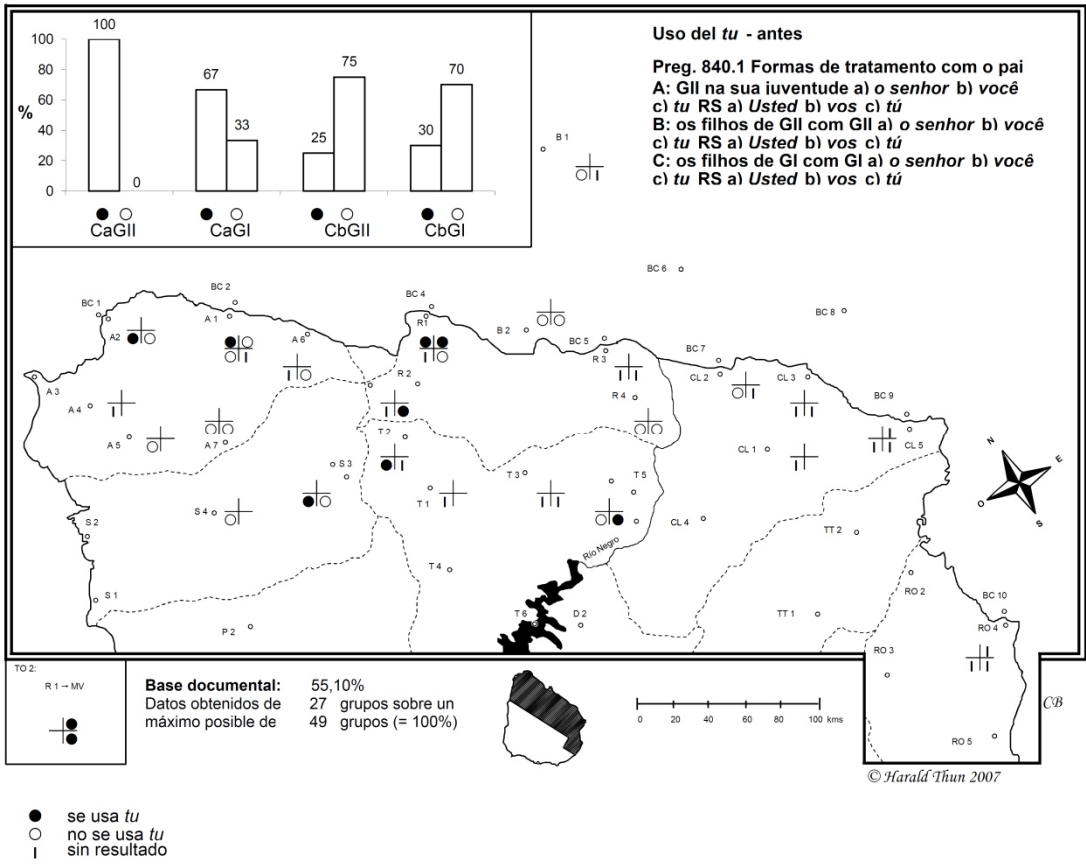 100
100%
80
60
40
20
0
%
0
67
33
25
75
30
70
CaGII
CaGI
CbGII
CbGI
Uso del tu - antes
Preg. 840.1 Formas de tratamento com o pai
A: GII na sua juventude a) o senhor b) você
c) tu RS a) Usted b) vos c) tú
B: os filhos de GII com GII a) o senhor b) você
c) tu RS a) Usted b) vos c) tú
C: os filhos de GI com GI a) o senhor b) você
c) tu RS a) Usted b) vos c) tú
B 1
BC 6
BC 2
BC 1
BC 4
BC 8
A 1
R1
A2
A 6
B 2
BC 5
R 3
BC 7
A 3
R 2
CL 2
CL 3
A 4
R 4
BC 9
A 5
A 7
T 2
CL 1
CL 5
S 3
T 3
T 5
N
E
O
S
T 1
S 4
CL 4
S 2
TT 2
Río Negro
T 4
RO 2
S 1
BC 10
P 2
T 6
D 2
TT 1
RO 4
RO 3
RO 5
TO 2:
R 1 → MV
Base documental: 55,10%
Datos obtenidos de 27 grupos sobre un
máximo posible de 49 grupos (= 100%)
0 20 40 60 80 100 kms
CB
© Harald Thun 2007
se usa tu
no se usa tu
sin resultado